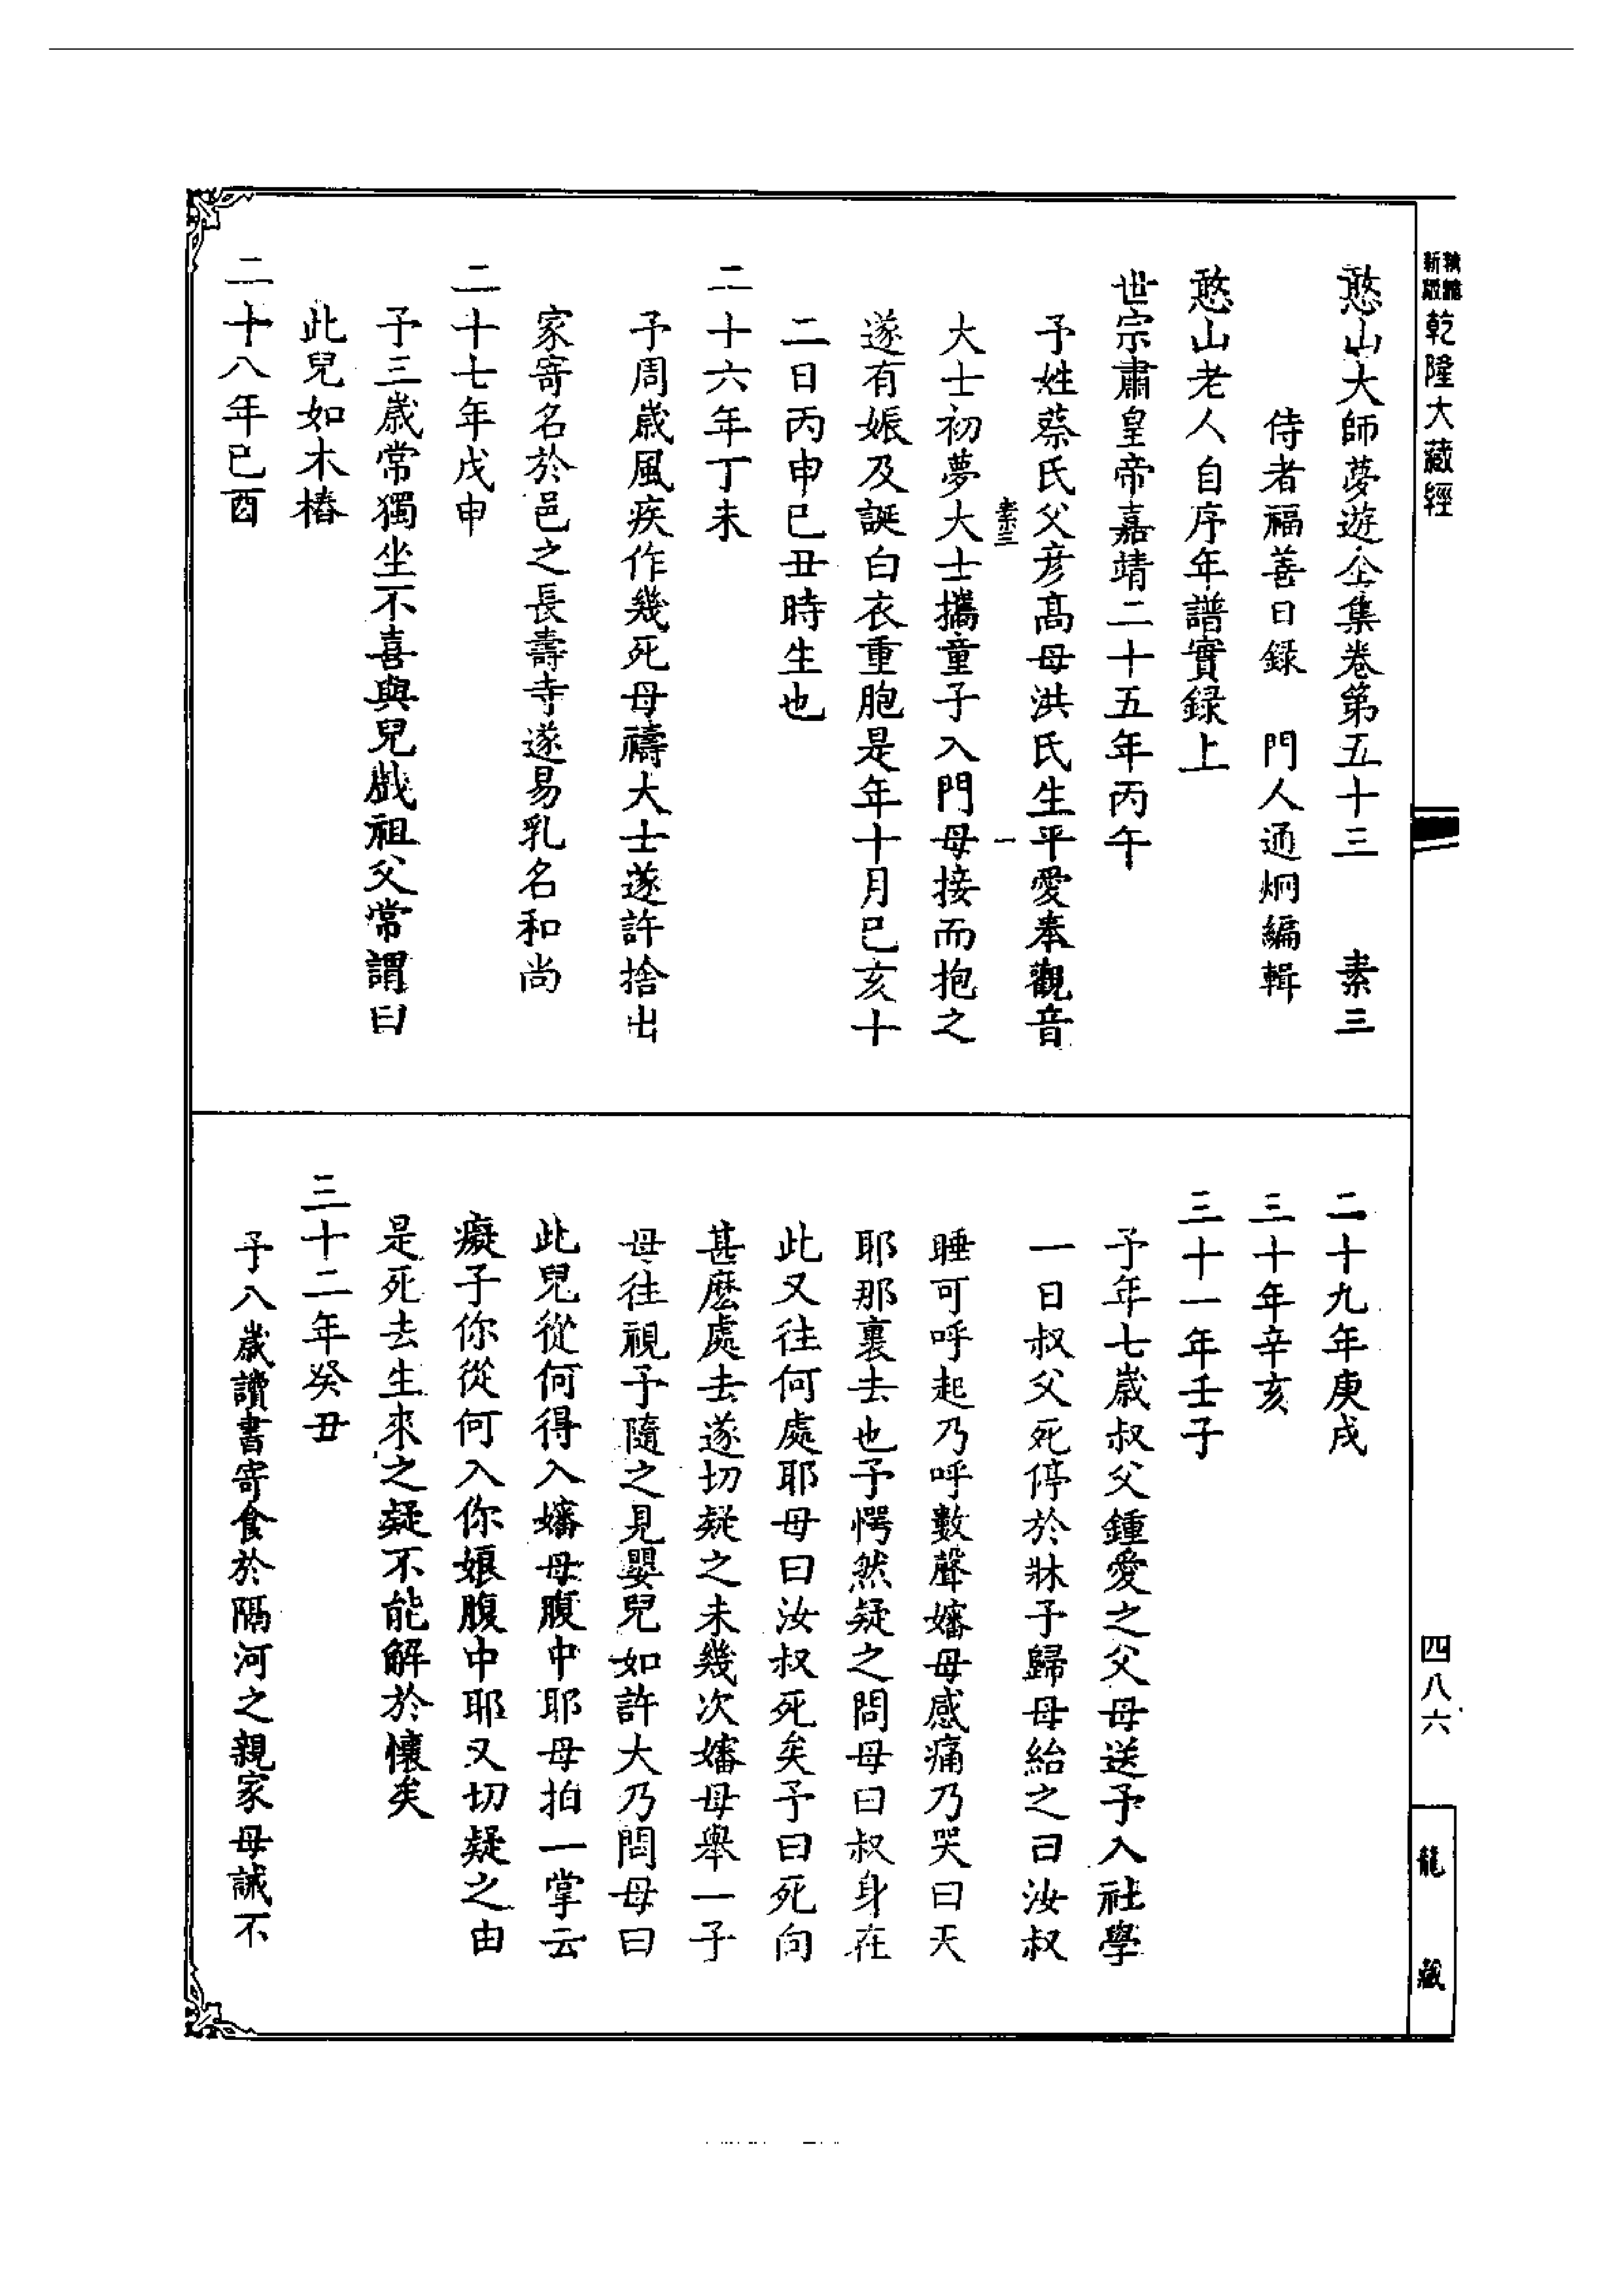 乾隆大藏經
憨山大師夢遊全集卷第五十三　素三
侍者福善日録　門人通炯編輯
憨山老人自序年譜實録上
世宗肅皇帝嘉靖二十五年丙午
予姓蔡氏父彥高母洪氏生平愛奉觀音
素三　一
大士初夢大士攜童子入門母接而抱之
遂有娠及誕白衣重胞是年十月己亥十
二日丙申己丑時生也
二十六年丁未
予周歲風疾作幾死母禱大士遂許捨出
家寄名於邑之長壽寺遂易乳名和尚
二十七年戊申
予三歲常獨坐不喜與兒戲祖父常謂曰
此兒如木樁
二十八年己酉
二十九年庚戌
三十年辛亥
三十一年壬子
予年七歲叔父鍾愛之父母送予入社學
一日叔父死停於牀予歸母紿之曰汝叔
睡可呼起乃呼數聲嬸母感痛乃哭曰天
耶那裏去也予愕然疑之問母曰叔身在
此又往何處耶母曰汝叔死矣予曰死向
甚麽處去遂切疑之未幾次嬸母舉一子
母往視予隨之見嬰兒如許大乃問母曰
此兒從何得入嬸母腹中耶母拍一掌云
癡子你從何入你娘腹中耶又切疑之由
是死去生來之疑不能解於懷矣
三十二年癸丑
予八歲讀書寄食於隔河之親家母誡不
四八六
龍藏